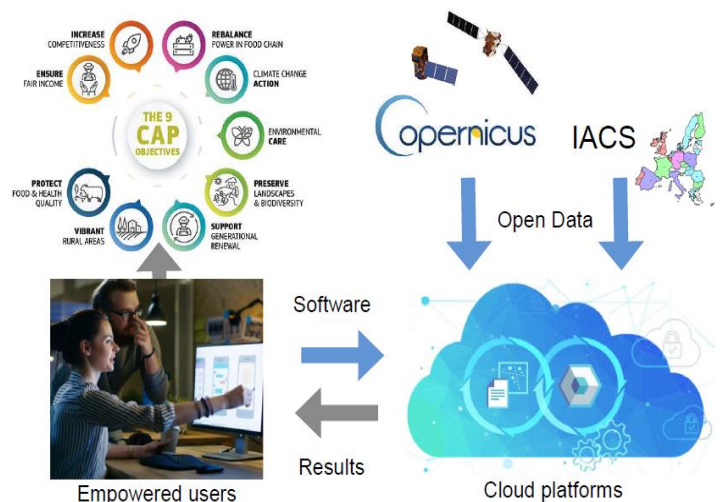 INCREASE
COMPETITIVENESS
REBALANCE
POWER IN FOOD CHAIN
ENSURE
FAIR INCOME
CLIMATE CHANGE
ACTION
THE 9
CAP
OBJECTIVES
ENVIRONMENTAL
CARE
PROTECT
FOOD & HEALTH
QUALITY
PRESERVE
LANDSCAPES
& BIODIVERSITY
VIBRANT
RURAL AREAS
SUPPORT
GENERATIONAL
RENEWAL
Copernicus
IACS
Open Data
Software
Results
Empowered users
Cloud platforms